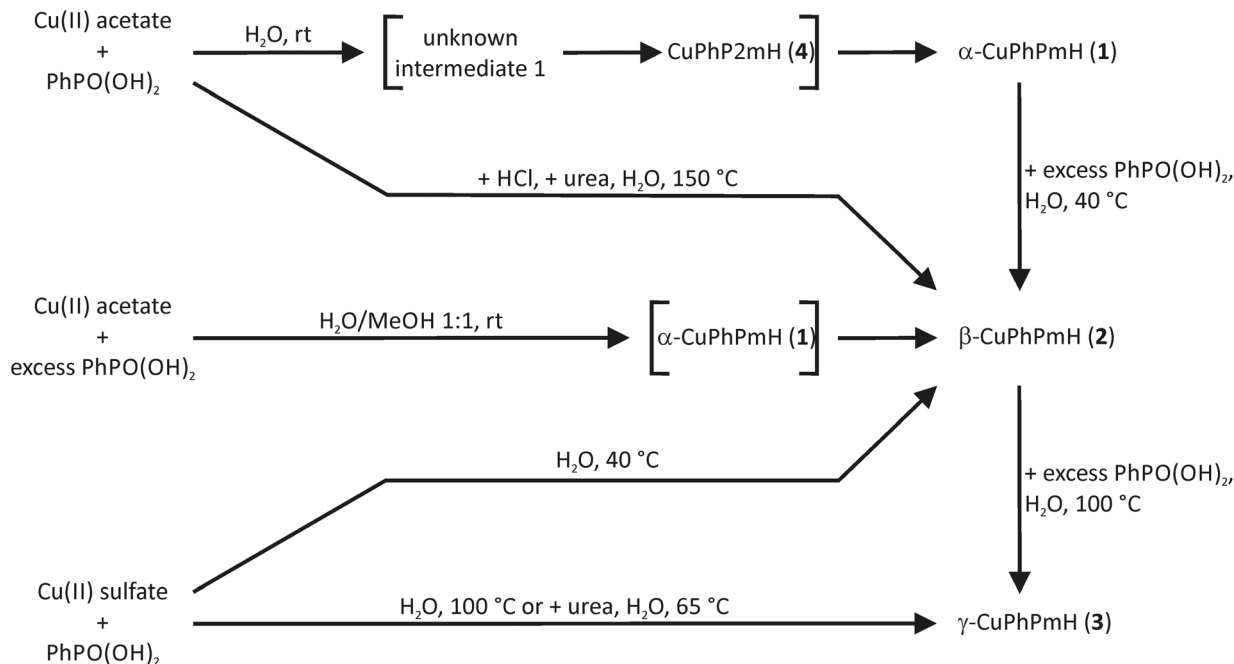 Cu(II) acetate
+
PhPO(OH)₂
H₂O, rt
unknown
intermediate 1
CuPhP2mH (4)
α-CuPhPmH (1)
+ HCl, + urea, H₂O, 150 °C
+ excess PhPO(OH)₂,
H₂O, 40 °C
Cu(II) acetate
+
excess PhPO(OH)₂
H₂O/MeOH 1:1, rt
α-CuPhPmH (1)
β-CuPhPmH (2)
H₂O, 40 °C
+ excess PhPO(OH)₂,
H₂O, 100 °C
Cu(II) sulfate
+
PhPO(OH)₂
H₂O, 100 °C or + urea, H₂O, 65 °C
γ-CuPhPmH (3)